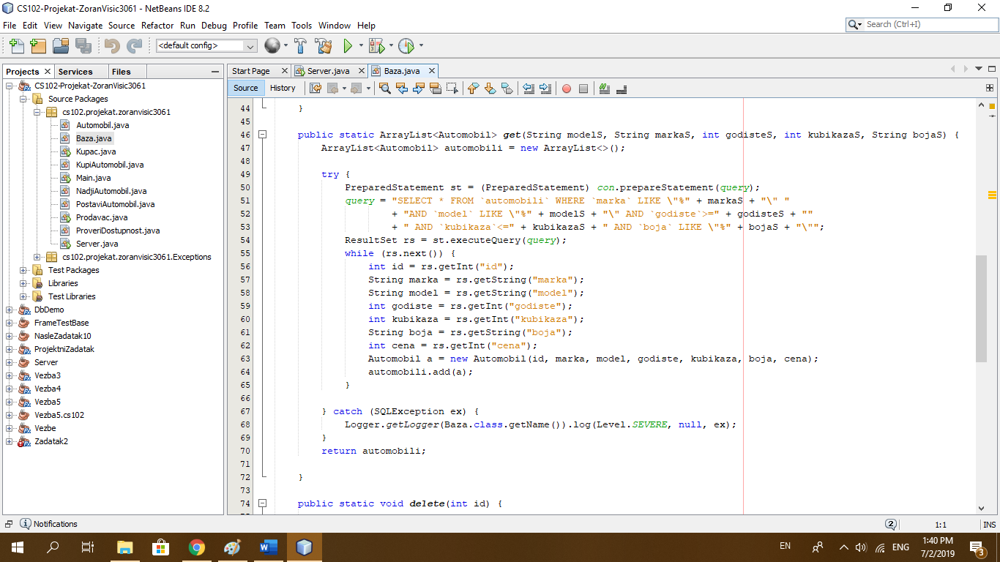 CS102-Projekat-ZoranVisic3061 - NetBeans IDE 8.2
File Edit View Navigate Source Refactor Run Debug Profile Team Tools Window Help
Search (Ctrl+I)
<default config>
Projects Services Files
CS102-Projekat-ZoranVisic3061
Source Packages
cs102.projekat.zoranvisic3061
Automobil.java
Baza.java
Kupac.java
KupiAutomobil.java
Main.java
NadjiAutomobil.java
PostaviAutomobil.java
Prodavac.java
ProveriDostupnost.java
Server.java
cs102.projekat.zoranvisic3061.Exceptions
Test Packages
Libraries
Test Libraries
DbDemo
FrameTestBase
NasleZadatak10
ProjektniZadatak
Server
Vezba3
Vezba4
Vezba5
Vezba5.cs102
Vezbe
Zadatak2
Start Page Server.java Baza.java
Source History
44 }
45
46 public static ArrayList<Automobil> get(String modelS, String markaS, int godisteS, int kubikazaS, String bojaS) {
47 ArrayList<Automobil> automobili = new ArrayList<>();
48
49 try {
50 PreparedStatement st = (PreparedStatement) con.prepareStatement(query);
51 query = "SELECT * FROM `automobili` WHERE `marka` LIKE \"%" + markaS + "\" "
52 + "AND `model` LIKE \"%" + modelS + "\" AND `godiste`>=" + godisteS + ""
53 + " AND `kubikaza`<=" + kubikazaS + " AND `boja` LIKE \"%" + bojaS + "\"";
54 ResultSet rs = st.executeQuery(query);
55 while (rs.next()) {
56 int id = rs.getInt("id");
57 String marka = rs.getString("marka");
58 String model = rs.getString("model");
59 int godiste = rs.getInt("godiste");
60 int kubikaza = rs.getInt("kubikaza");
61 String boja = rs.getString("boja");
62 int cena = rs.getInt("cena");
63 Automobil a = new Automobil(id, marka, model, godiste, kubikaza, boja, cena);
64 automobili.add(a);
65 }
66
67 } catch (SQLException ex) {
68 Logger.getLogger(Baza.class.getName()).log(Level.SEVERE, null, ex);
69 }
70 return automobili;
71
72 }
73
74 public static void delete(int id) {
Notifications
2 1:1 INS
EN ENG 1:40 PM
7/2/2019 3